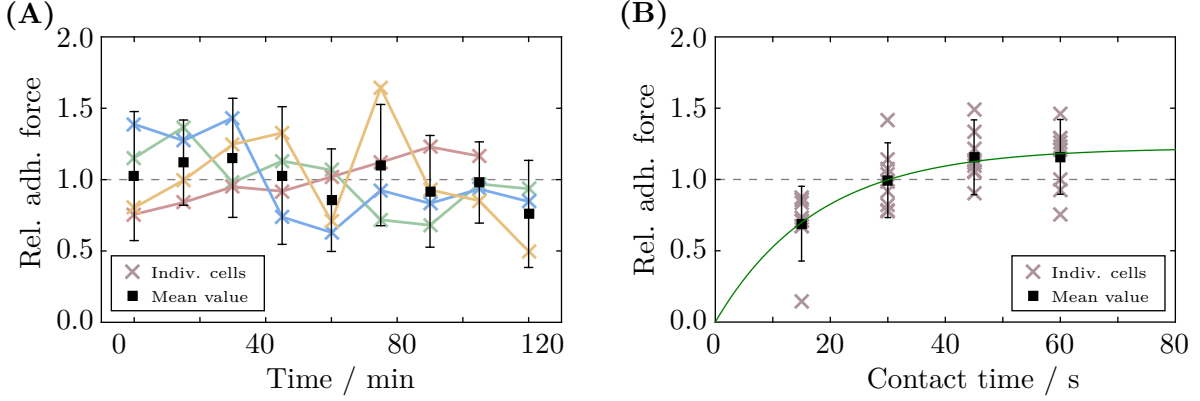 (A)
Rel. adh. force
2.0
1.5
1.0
0.5
0.0
Indiv. cells
Mean value
0 40 80 120
Time / min
(B)
Rel. adh. force
2.0
1.5
1.0
0.5
0.0
Indiv. cells
Mean value
0 20 40 60 80
Contact time / s